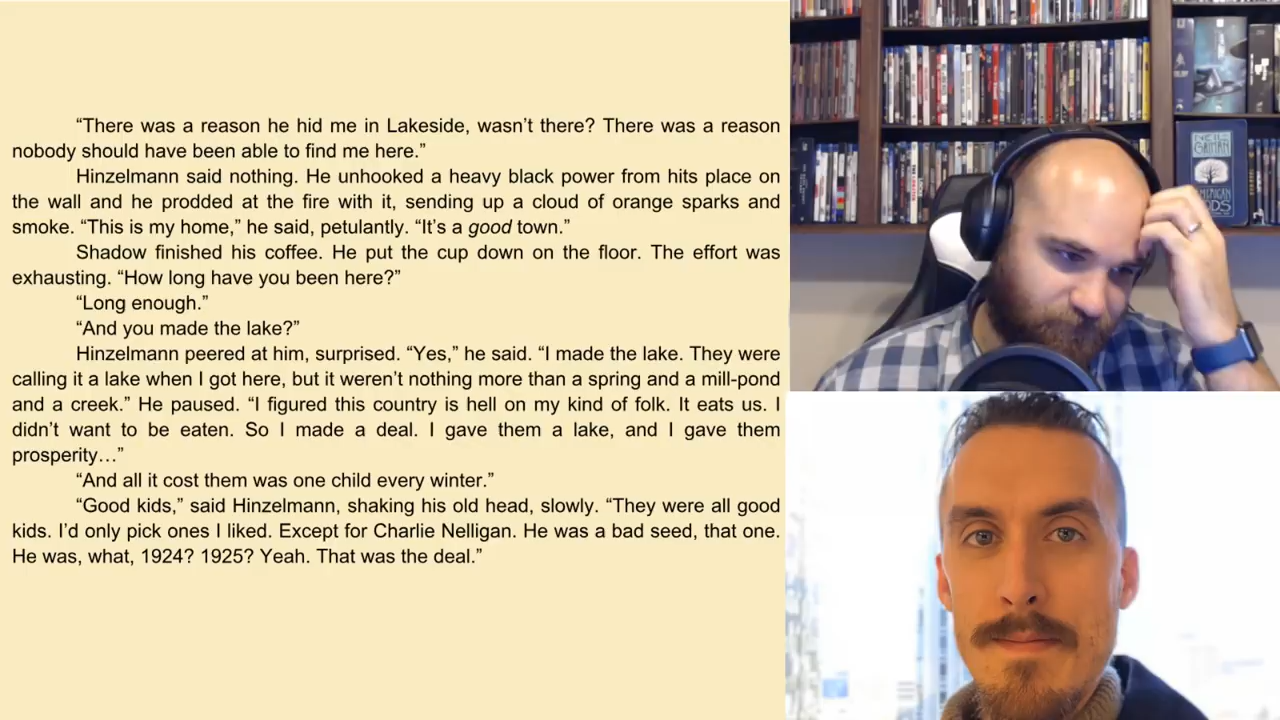 “There was a reason he hid me in Lakeside, wasn’t there? There was a reason
nobody should have been able to find me here.”
Hinzelmann said nothing. He unhooked a heavy black power from hits place on
the wall and he prodded at the fire with it, sending up a cloud of orange sparks and
smoke. “This is my home,” he said, petulantly. “It’s a good town.”
Shadow finished his coffee. He put the cup down on the floor. The effort was
exhausting. “How long have you been here?”
“Long enough.”
“And you made the lake?”
Hinzelmann peered at him, surprised. “Yes,” he said. “I made the lake. They were
calling it a lake when I got here, but it weren’t nothing more than a spring and a mill-pond
and a creek.” He paused. “I figured this country is hell on my kind of folk. It eats us. I
didn’t want to be eaten. So I made a deal. I gave them a lake, and I gave them
prosperity…”
“And all it cost them was one child every winter.”
“Good kids,” said Hinzelmann, shaking his old head, slowly. “They were all good
kids. I’d only pick ones I liked. Except for Charlie Nelligan. He was a bad seed, that one.
He was, what, 1924? 1925? Yeah. That was the deal.”
NEIL
GAIMAN
AMERICAN
GODS